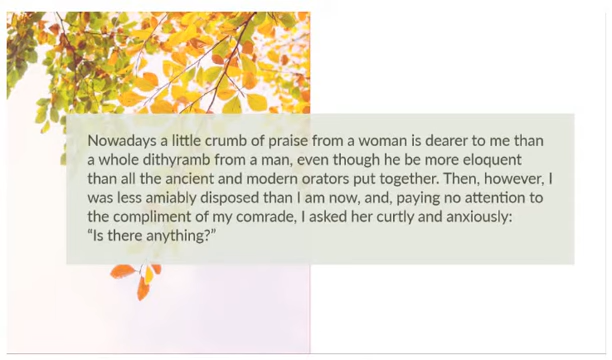 Nowadays a little crumb of praise from a woman is dearer to me than
a whole dithyramb from a man, even though he be more eloquent
than all the ancient and modern orators put together. Then, however, I
was less amiably disposed than I am now, and, paying no attention to
the compliment of my comrade, I asked her curtly and anxiously:
“Is there anything?”